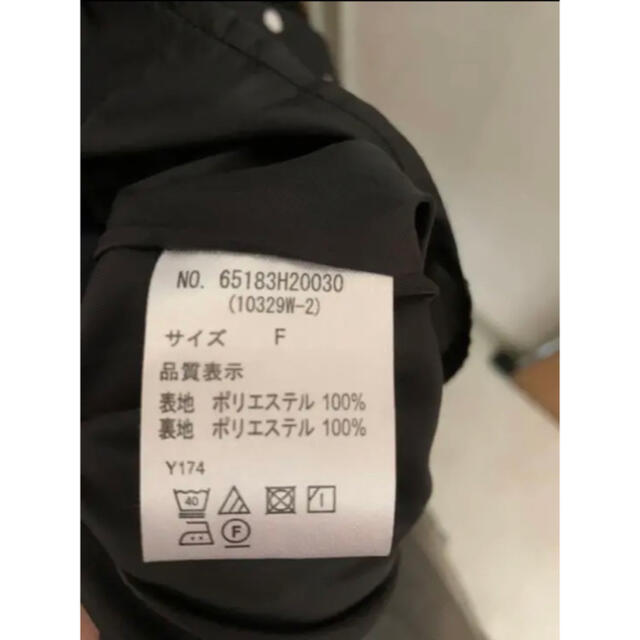 NO. 65183H20030
(10329W-2)
サイズ F
品質表示
表地 ポリエステル 100%
裏地 ポリエステル 100%
Y174
40
F